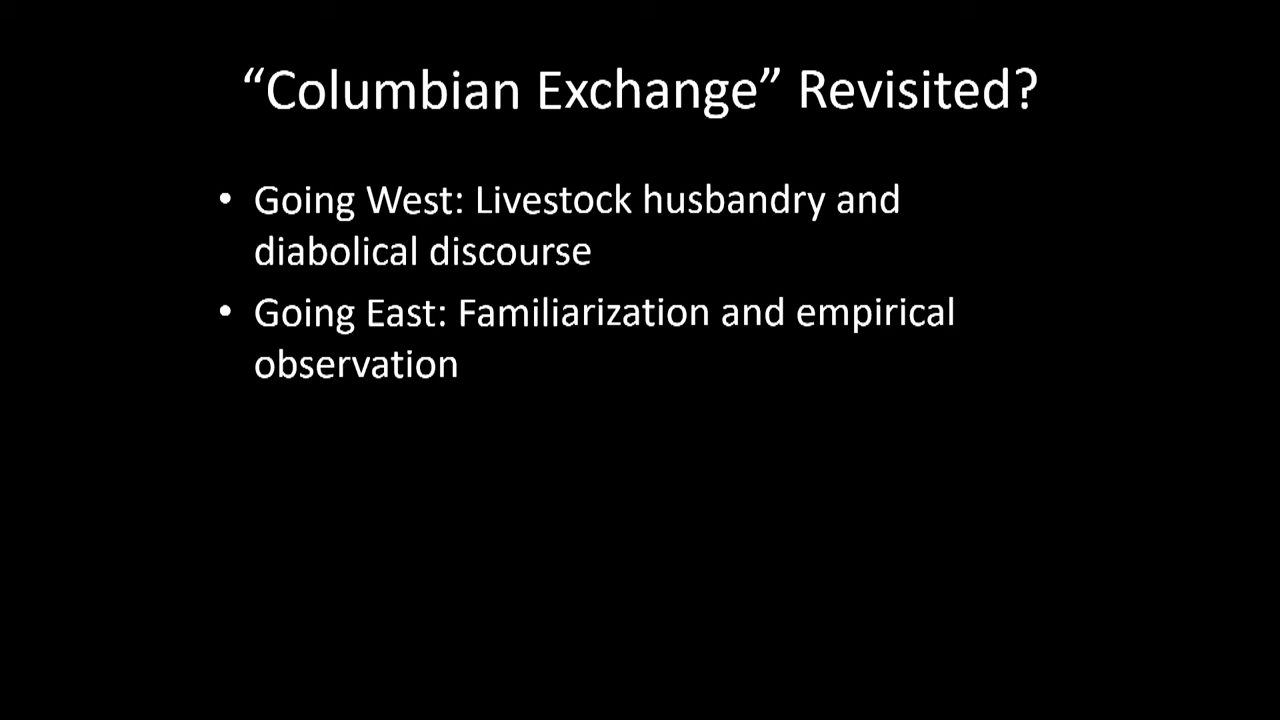 “Columbian Exchange” Revisited?
• Going West: Livestock husbandry and
diabolical discourse
• Going East: Familiarization and empirical
observation